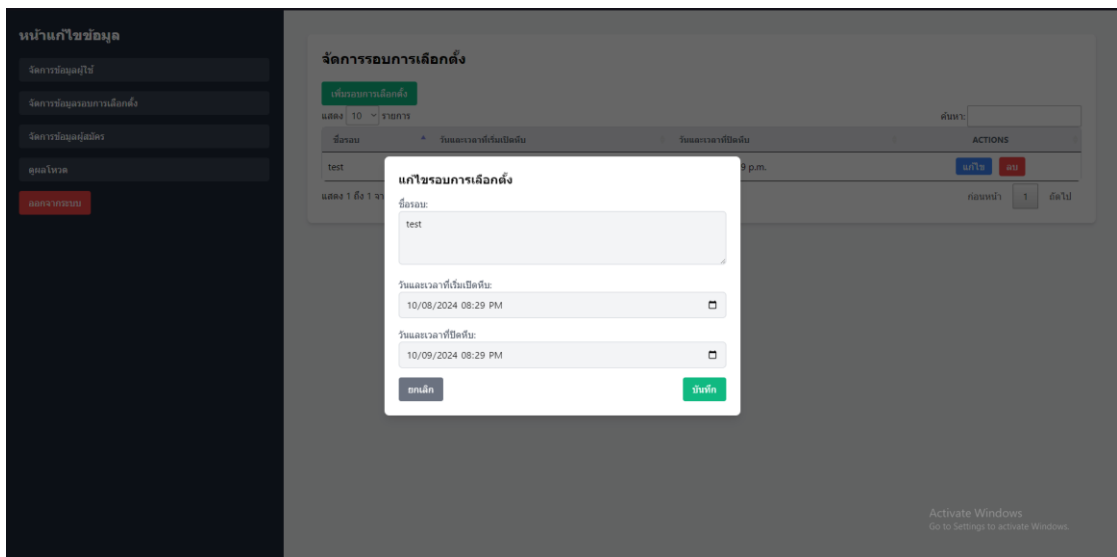 หน้าแก้ไขข้อมูล
จัดการข้อมูลผู้ใช้
จัดการข้อมูลรอบการเลือกตั้ง
จัดการข้อมูลผู้สมัคร
ดูผลโหวต
ออกจากระบบ
จัดการรอบการเลือกตั้ง
เพิ่มรอบการเลือกตั้ง
แสดง 10 รายการ
ค้นหา:
ชื่อรอบ วันและเวลาที่เริ่มเปิดหีบ วันและเวลาที่ปิดหีบ ACTIONS
test 9 p.m. แก้ไข ลบ
แสดง 1 ถึง 1 จา ก่อนหน้า 1 ถัดไป
แก้ไขรอบการเลือกตั้ง
ชื่อรอบ:
test
วันและเวลาที่เริ่มเปิดหีบ:
10/08/2024 08:29 PM
วันและเวลาที่ปิดหีบ:
10/09/2024 08:29 PM
ยกเลิก บันทึก
Activate Windows
Go to Settings to activate Windows.